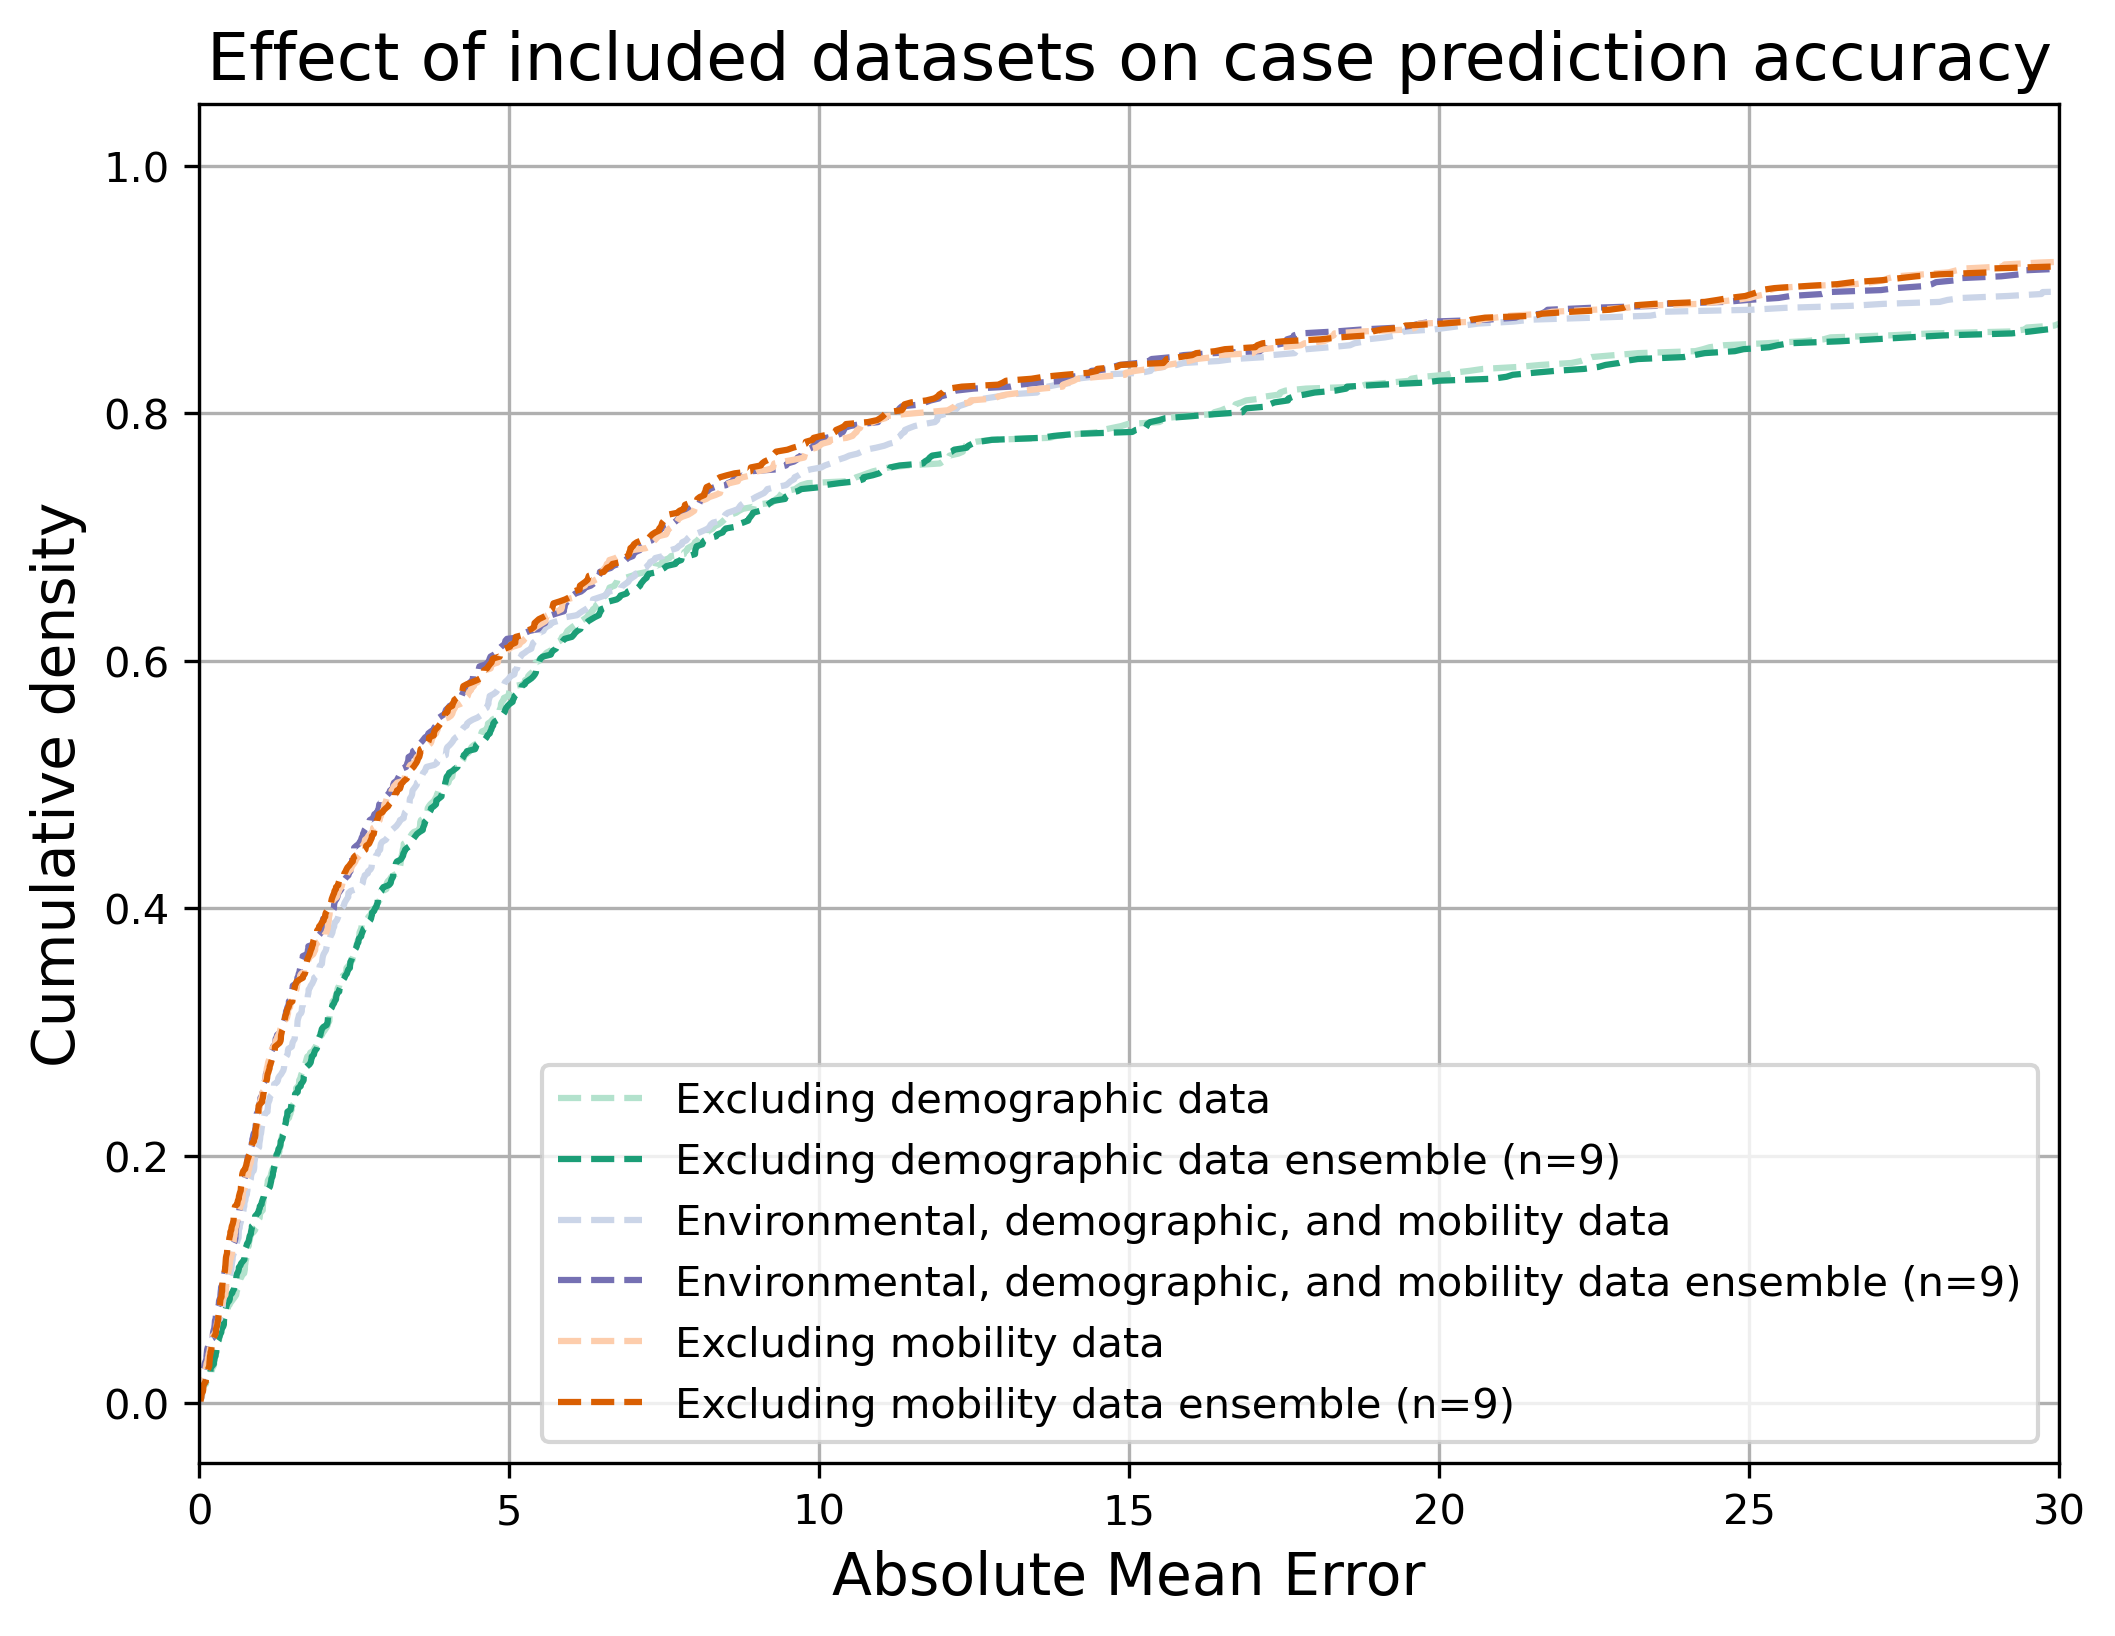 Effect of included datasets on case prediction accuracy
1.0
0.8
0.6
0.4
0.2
0.0
Cumulative density
Excluding demographic data
Excluding demographic data ensemble (n=9)
Environmental, demographic, and mobility data
Environmental, demographic, and mobility data ensemble (n=9)
Excluding mobility data
Excluding mobility data ensemble (n=9)
0 5 10 15 20 25 30
Absolute Mean Error